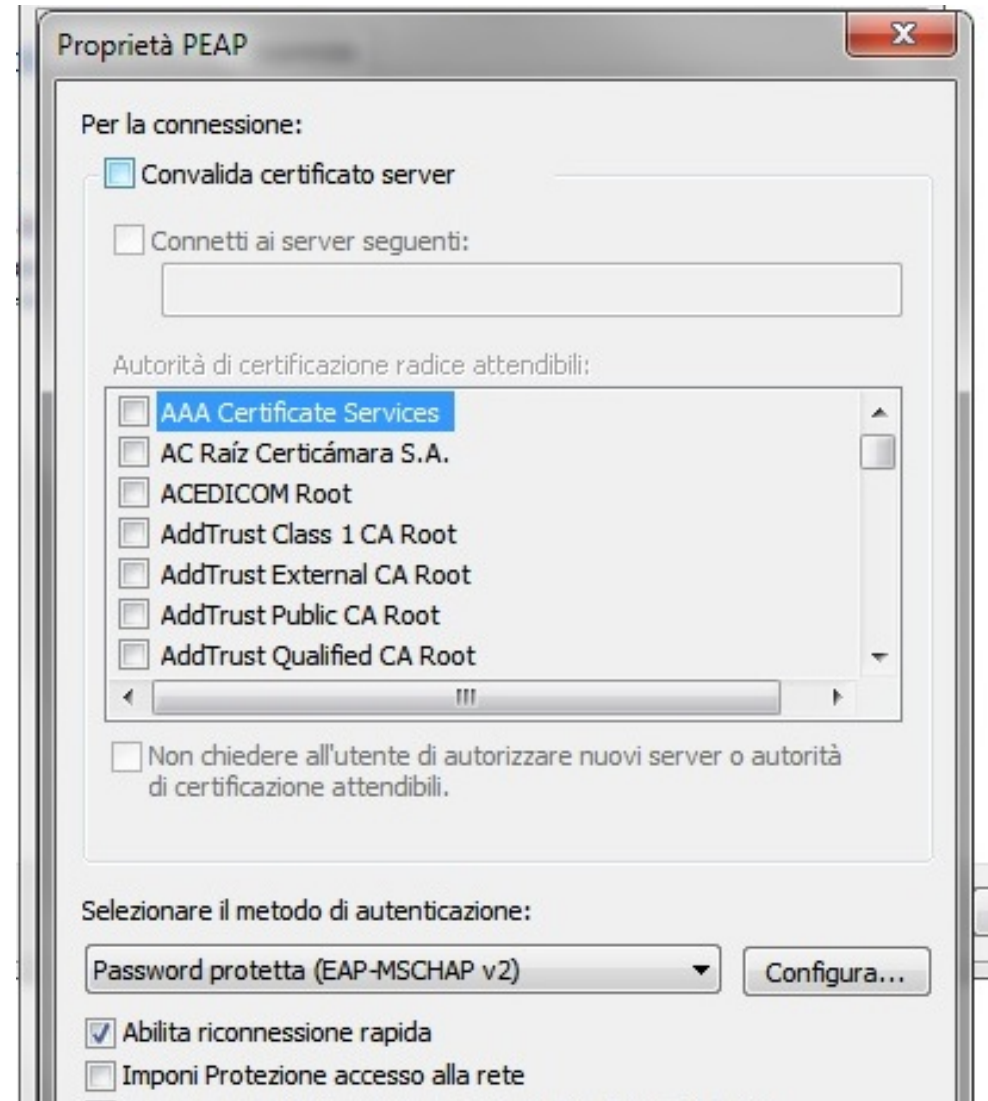 Proprietà PEAP
Per la connessione:
Convalida certificato server
Connetti ai server seguenti:
Autorità di certificazione radice attendibili:
AAA Certificate Services
AC Raíz Certicámara S.A.
ACEDICOM Root
AddTrust Class 1 CA Root
AddTrust External CA Root
AddTrust Public CA Root
AddTrust Qualified CA Root
Non chiedere all'utente di autorizzare nuovi server o autorità
di certificazione attendibili.
Selezionare il metodo di autenticazione:
Password protetta (EAP-MSCHAP v2)
Configura...
Abilita riconnessione rapida
Imponi Protezione accesso alla rete